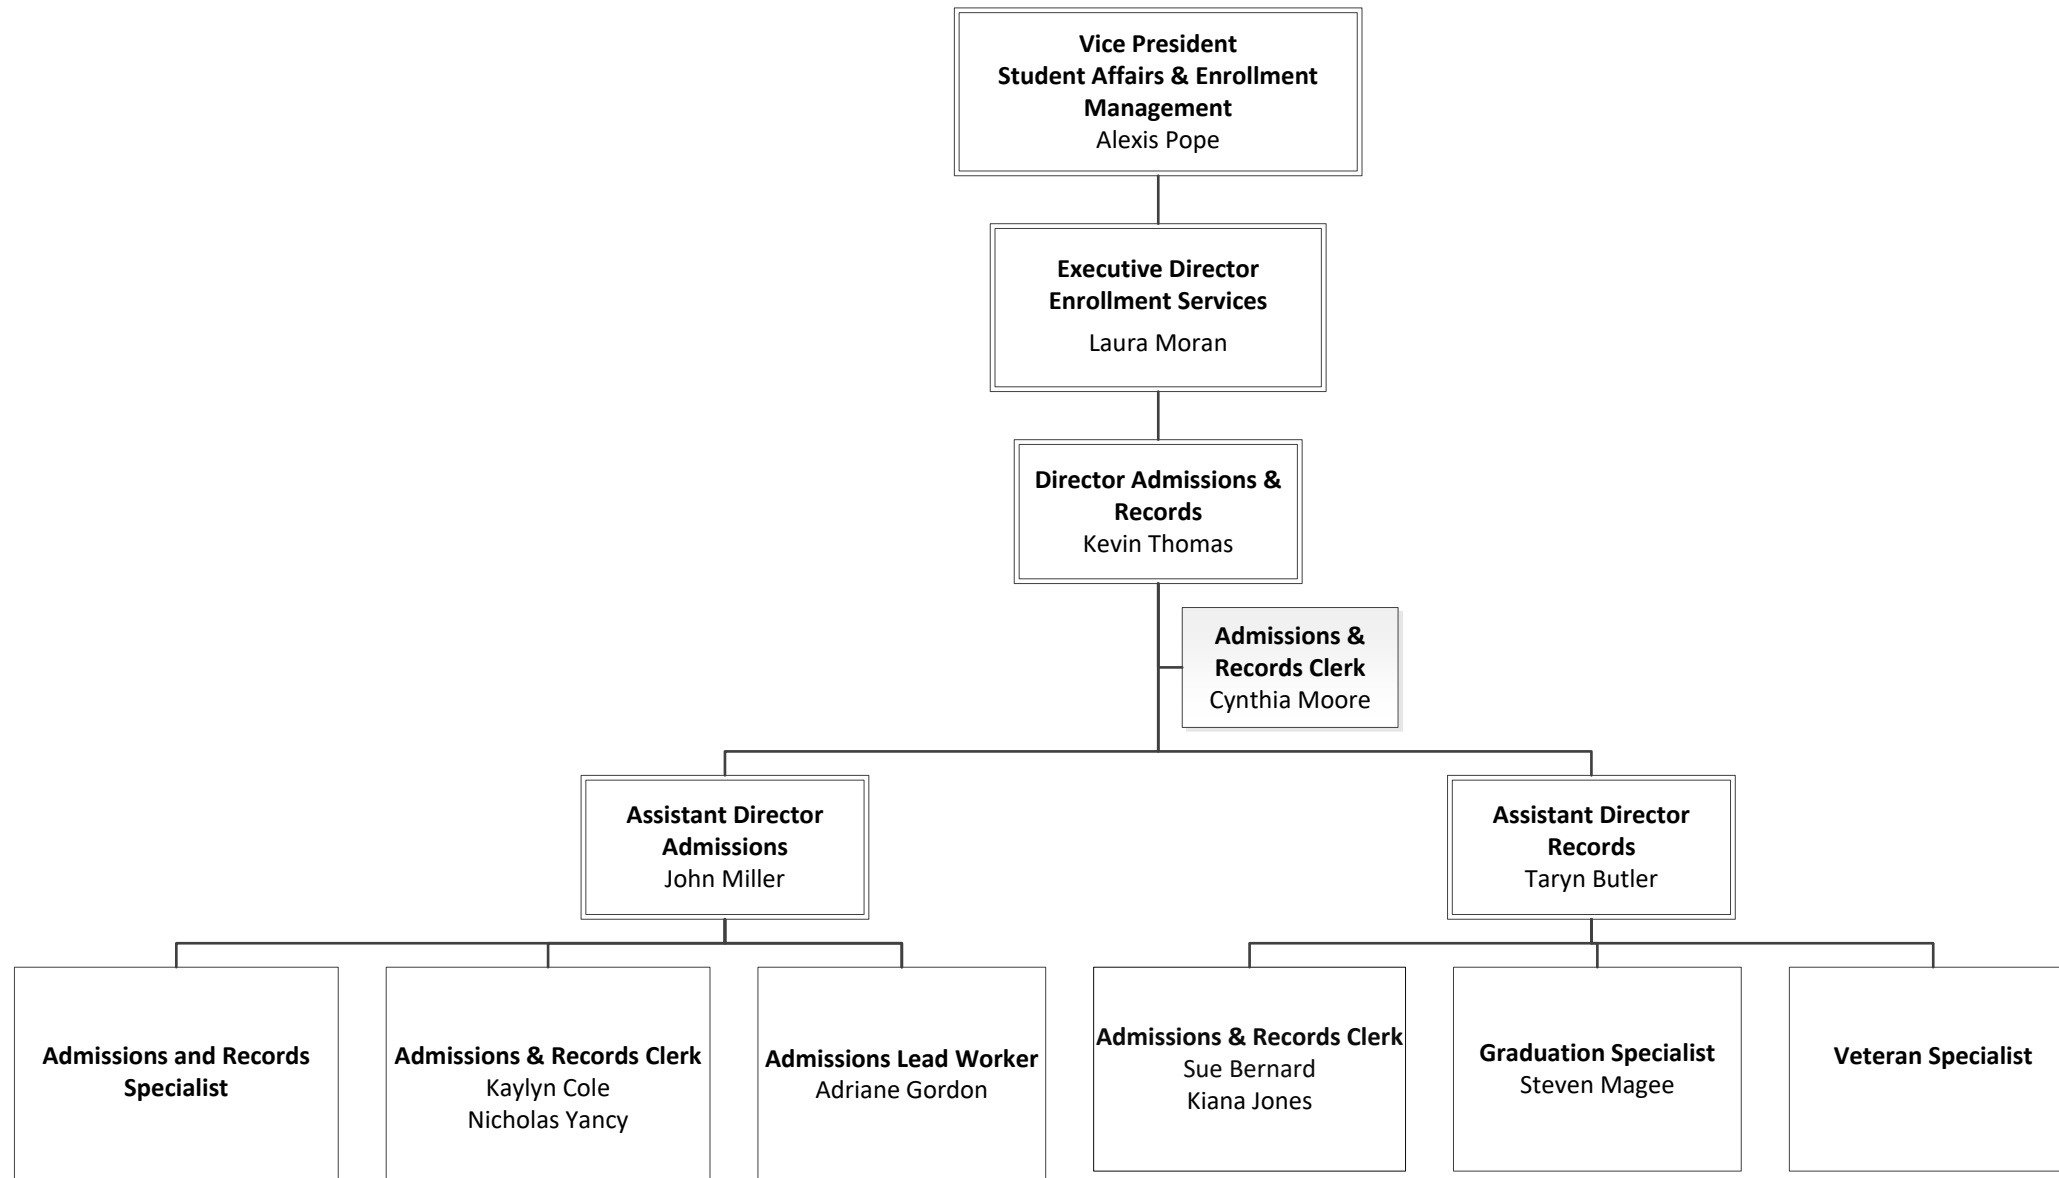 Vice President
Student Affairs & Enrollment
Management
Alexis Pope
Executive Director
Enrollment Services
Laura Moran
Director Admissions &
Records
Kevin Thomas
Admissions &
Records Clerk
Cynthia Moore
Assistant Director
Admissions
John Miller
Assistant Director
Records
Taryn Butler
Admissions and Records
Specialist
Admissions & Records Clerk
Kaylyn Cole
Nicholas Yancy
Admissions Lead Worker
Adriane Gordon
Admissions & Records Clerk
Sue Bernard
Kiana Jones
Graduation Specialist
Steven Magee
Veteran Specialist